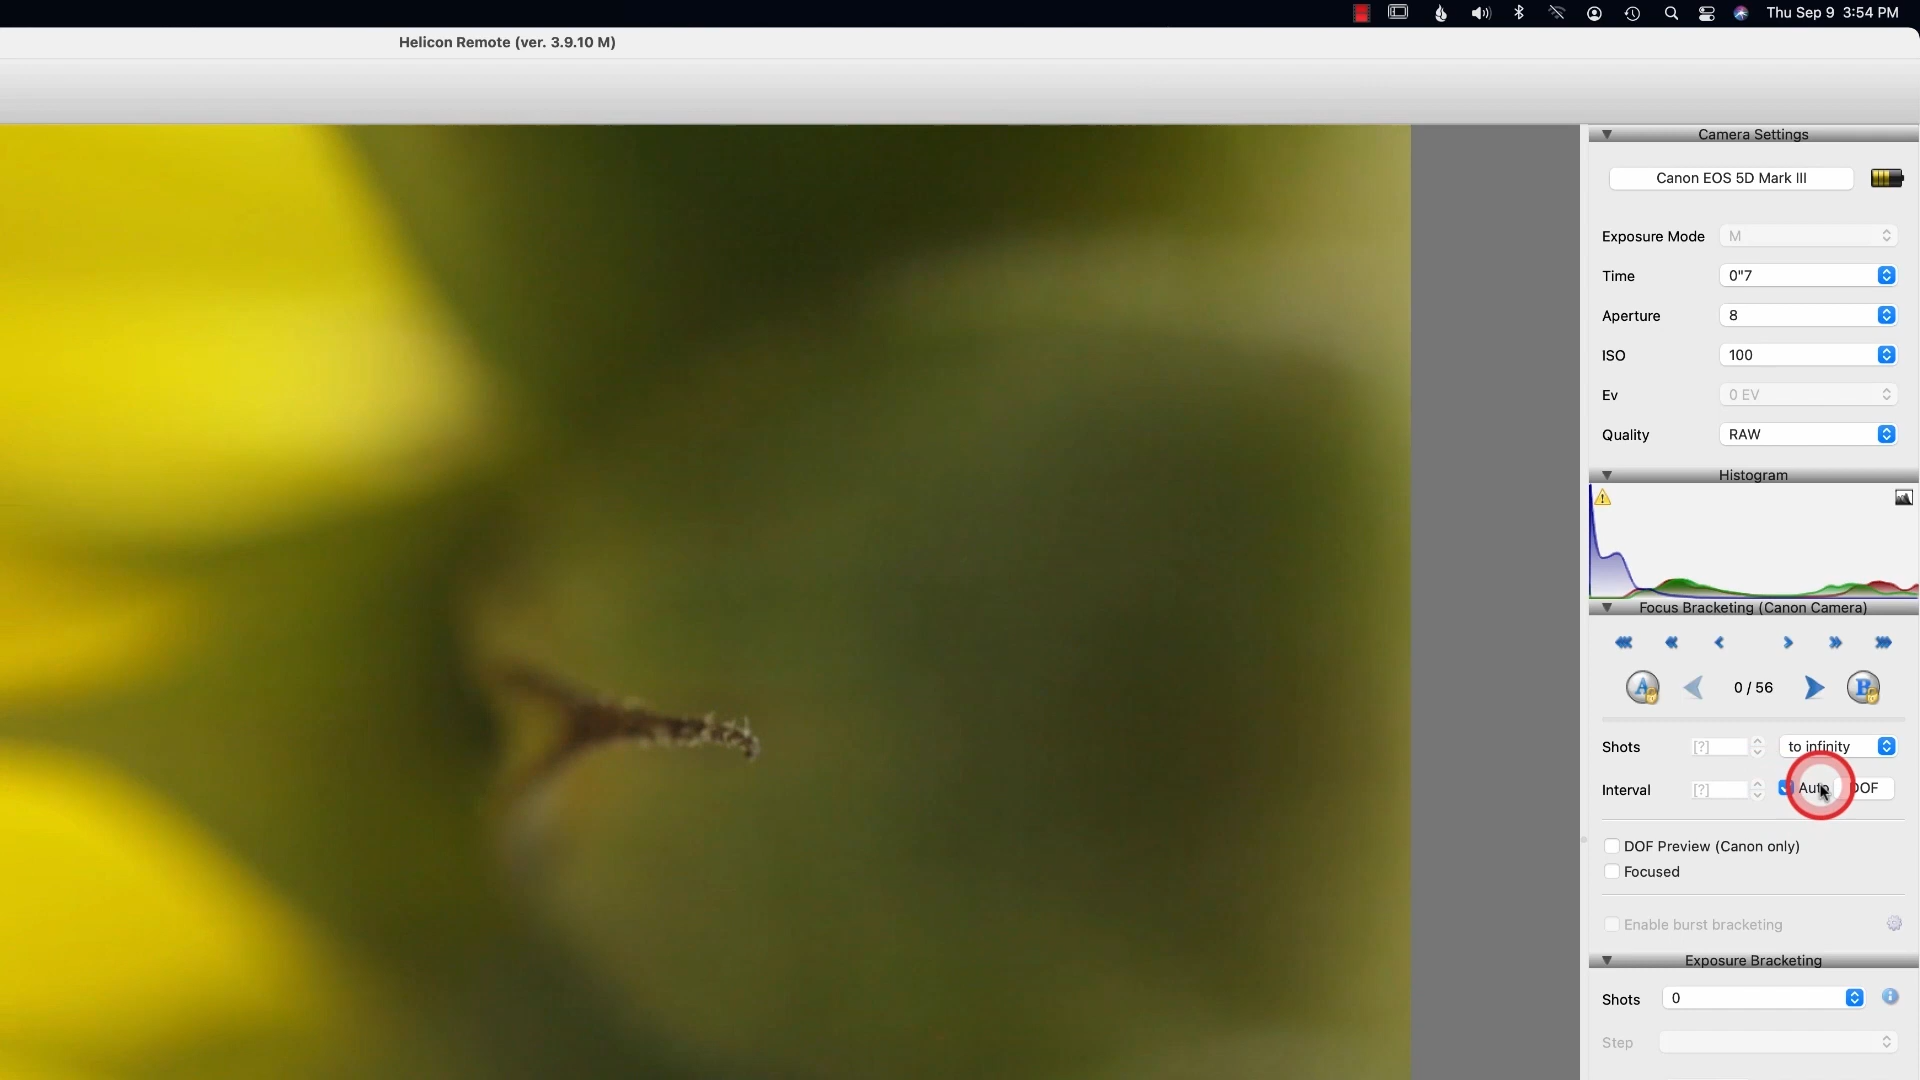 Thu Sep 9 3:54 PM
Helicon Remote (ver. 3.9.10 M)
Camera Settings
Canon EOS 5D Mark III
Exposure Mode M
Time 0"7
Aperture 8
ISO 100
Ev 0 EV
Quality RAW
Histogram
Focus Bracketing (Canon Camera)
A 0 / 56 B
Shots [?] to infinity
Interval [?] Auto DOF
DOF Preview (Canon only)
Focused
Enable burst bracketing
Exposure Bracketing
Shots 0
Step